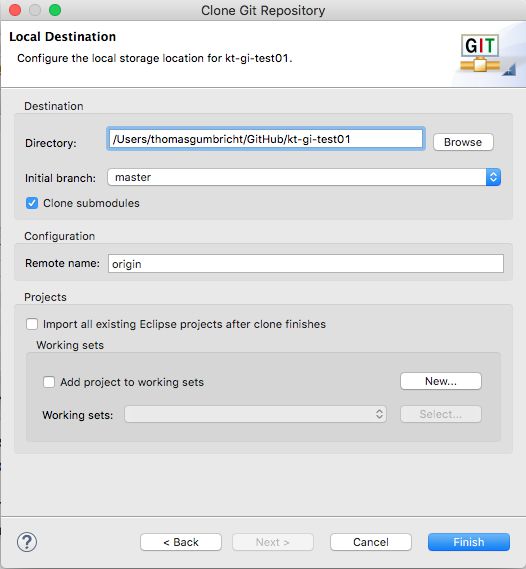 Clone Git Repository
Local Destination
Configure the local storage location for kt-gi-test01.
GIT
Destination
Directory: /Users/thomasgumbricht/GitHub/kt-gi-test01 Browse
Initial branch: master
Clone submodules
Configuration
Remote name: origin
Projects
Import all existing Eclipse projects after clone finishes
Working sets
Add project to working sets New...
Working sets: Select...
? < Back Next > Cancel Finish